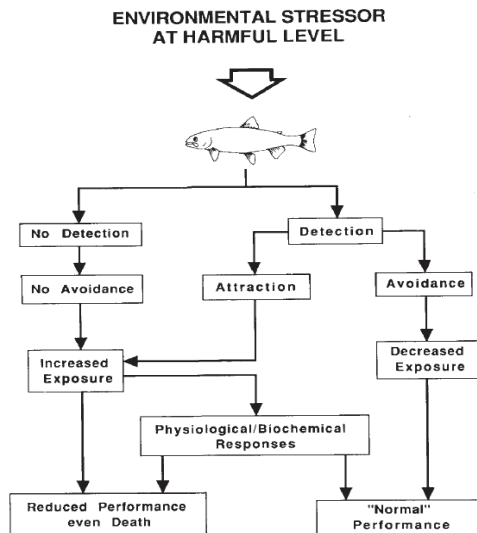 ENVIRONMENTAL STRESSOR
AT HARMFUL LEVEL
No Detection
Detection
No Avoidance
Attraction
Avoidance
Increased
Exposure
Decreased
Exposure
Physiological/Biochemical
Responses
Reduced Performance
even Death
"Normal"
Performance